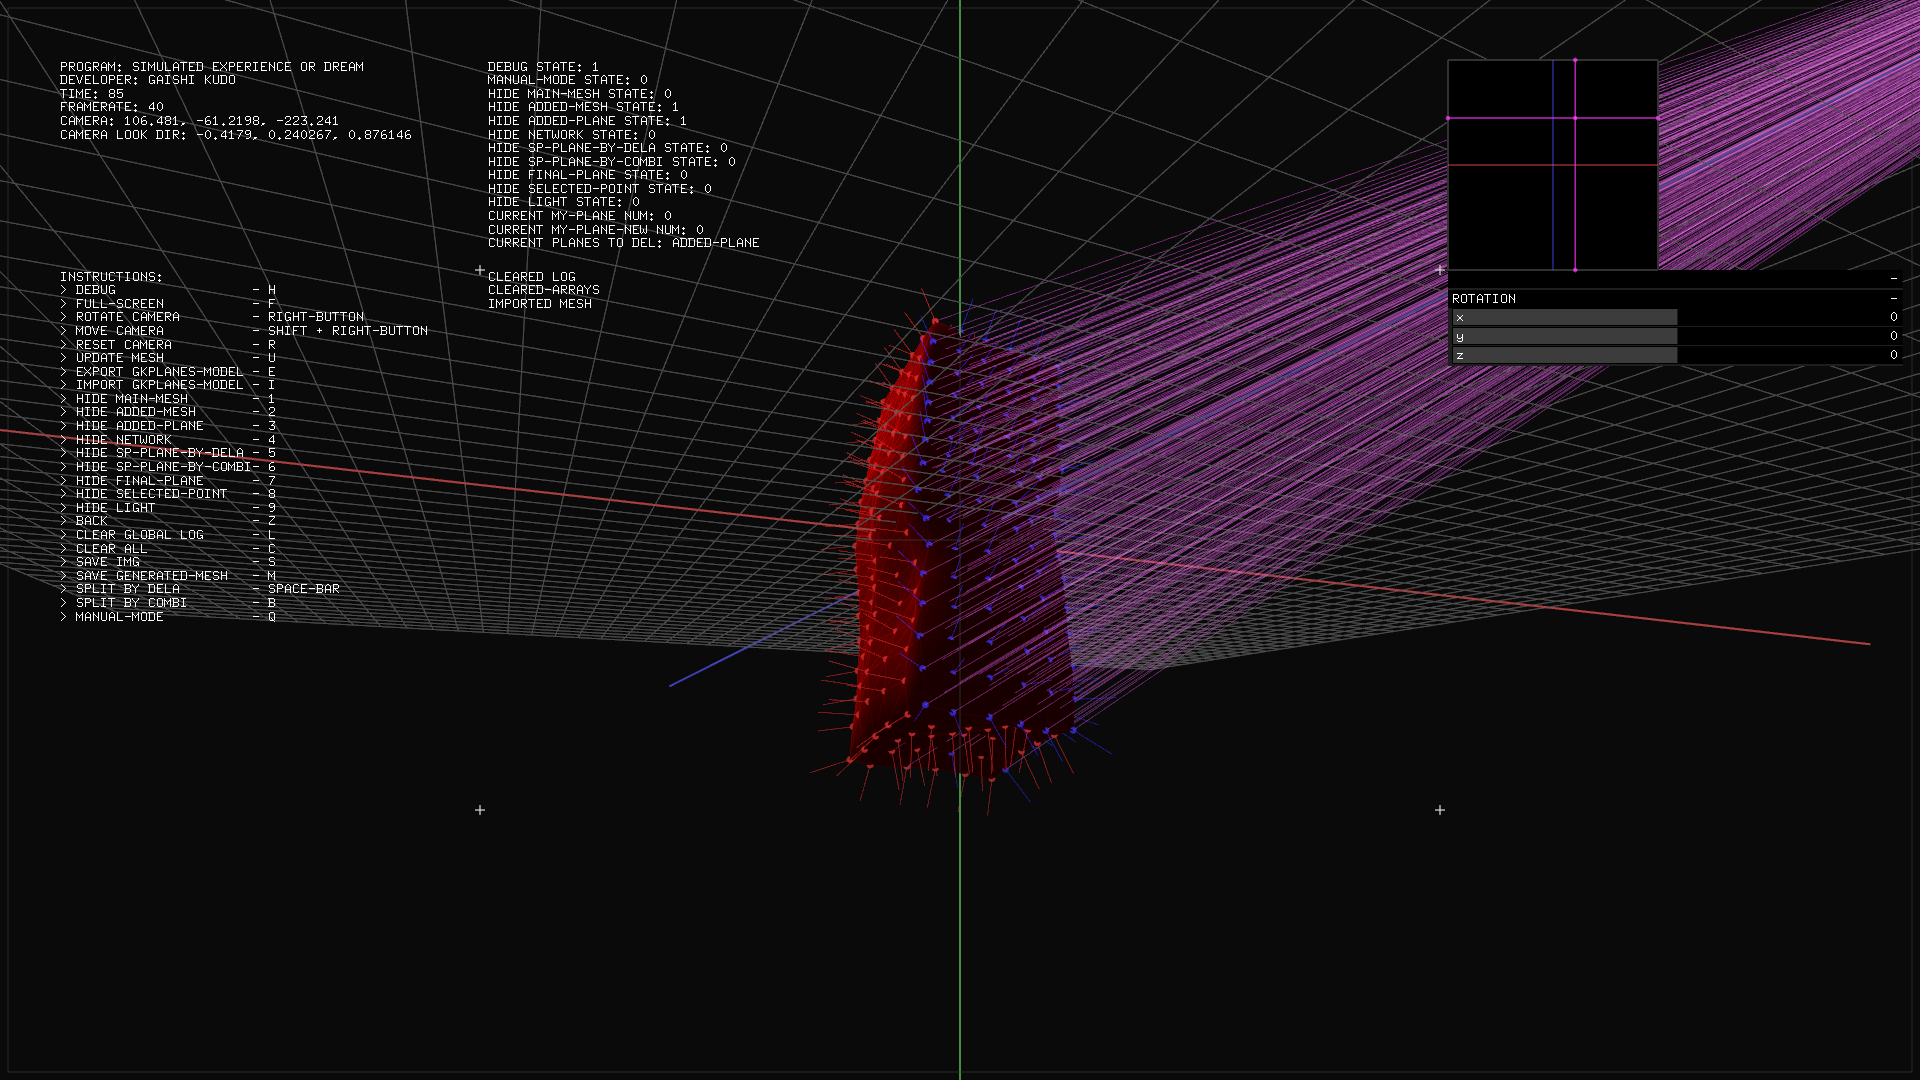 PROGRAM: SIMULATED EXPERIENCE OR DREAM
DEVELOPER: GAISHI KUDO
TIME: 85
FRAMERATE: 40
CAMERA: 106.481, -61.2198, -223.241
CAMERA LOOK DIR: -0.4179, 0.240267, 0.876146
DEBUG STATE: 1
MANUAL-MODE STATE: 0
HIDE MAIN-MESH STATE: 0
HIDE ADDED-MESH STATE: 1
HIDE ADDED-PLANE STATE: 1
HIDE NETWORK STATE: 0
HIDE SP-PLANE-BY-DELA STATE: 0
HIDE SP-PLANE-BY-COMBI STATE: 0
HIDE FINAL-PLANE STATE: 0
HIDE SELECTED-POINT STATE: 0
HIDE LIGHT STATE: 0
CURRENT MY-PLANE NUM: 0
CURRENT MY-PLANE-NEW NUM: 0
CURRENT PLANES TO DEL: ADDED-PLANE
CLEARED LOG
CLEARED-ARRAYS
IMPORTED MESH
INSTRUCTIONS:
> DEBUG - H
> FULL-SCREEN - F
> ROTATE CAMERA - RIGHT-BUTTON
> MOVE CAMERA - SHIFT + RIGHT-BUTTON
> RESET CAMERA - R
> UPDATE MESH - U
> EXPORT GKPLANES-MODEL - E
> IMPORT GKPLANES-MODEL - I
> HIDE MAIN-MESH - 1
> HIDE ADDED-MESH - 2
> HIDE ADDED-PLANE - 3
> HIDE NETWORK - 4
> HIDE SP-PLANE-BY-DELA - 5
> HIDE SP-PLANE-BY-COMBI- 6
> HIDE FINAL-PLANE - 7
> HIDE SELECTED-POINT - 8
> HIDE LIGHT - 9
> BACK - Z
> CLEAR GLOBAL LOG - L
> CLEAR ALL - C
> SAVE IMG - S
> SAVE GENERATED-MESH - M
> SPLIT BY DELA - SPACE-BAR
> SPLIT BY COMBI - B
> MANUAL-MODE - Q
-
ROTATION -
x 0
y 0
z 0